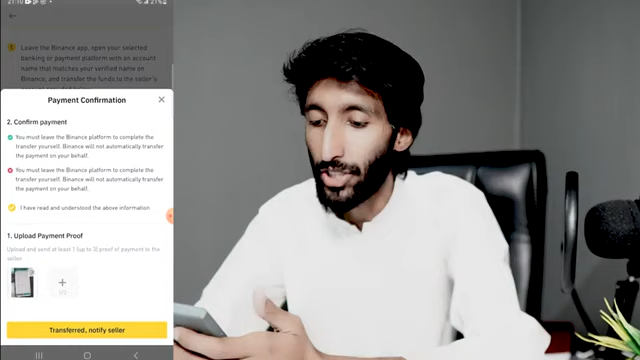 21:10
21%
Leave the Binance app, open your selected
banking or payment platform with an account
name that matches your verified name on
Binance, and transfer the funds to the seller's
Payment Confirmation
2. Confirm payment
You must leave the Binance platform to complete the
transfer yourself. Binance will not automatically transfer
the payment on your behalf.
You must leave the Binance platform to complete the
transfer yourself. Binance will not automatically transfer
the payment on your behalf.
I have read and understood the above information
1. Upload Payment Proof
Upload and send at least 1 (up to 3) proof of payment to the
seller
Transferred, notify seller